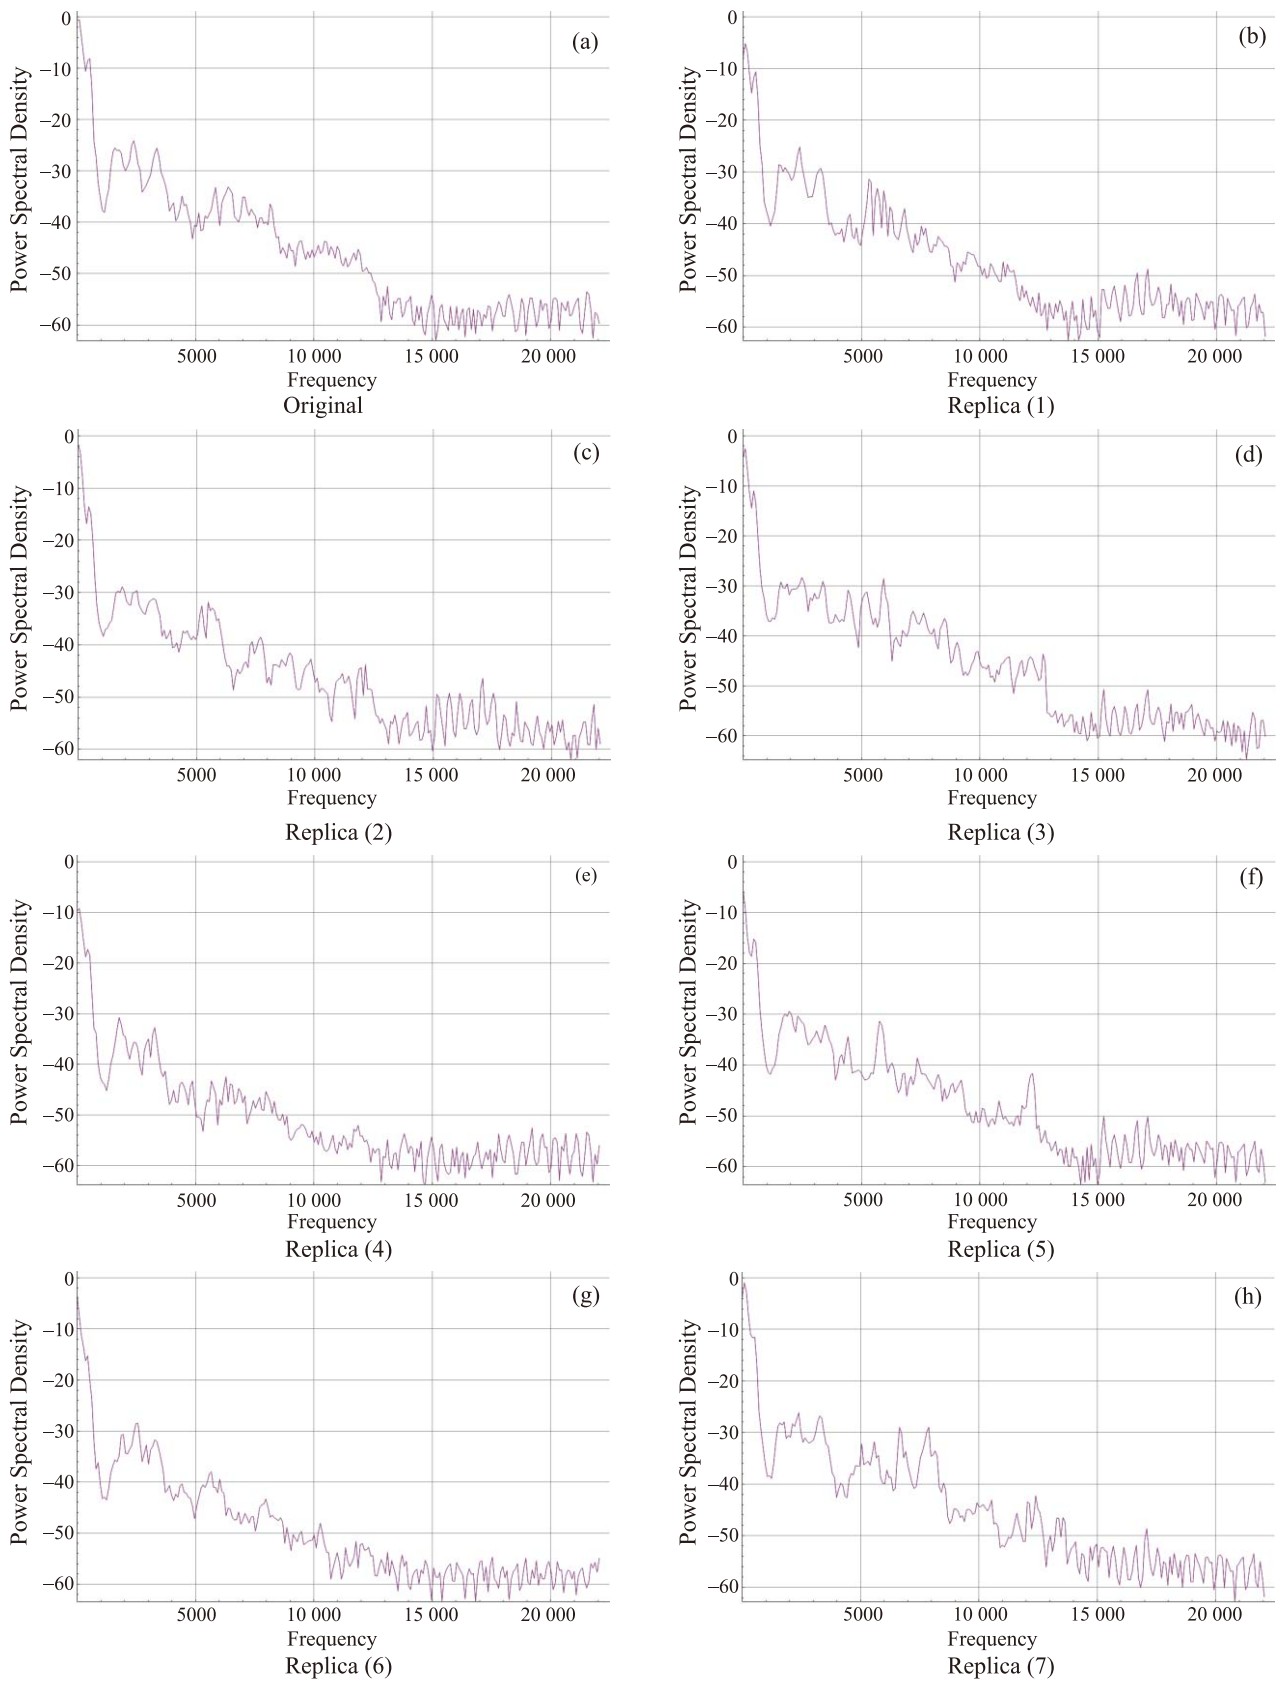 Power Spectral Density
0
−10
−20
−30
−40
−50
−60
(a)
5000 10 000 15 000 20 000
Frequency
Original
Power Spectral Density
0
−10
−20
−30
−40
−50
−60
(b)
5000 10 000 15 000 20 000
Frequency
Replica (1)
Power Spectral Density
0
−10
−20
−30
−40
−50
−60
(c)
5000 10 000 15 000 20 000
Frequency
Replica (2)
Power Spectral Density
0
−10
−20
−30
−40
−50
−60
(d)
5000 10 000 15 000 20 000
Frequency
Replica (3)
Power Spectral Density
0
−10
−20
−30
−40
−50
−60
(e)
5000 10 000 15 000 20 000
Frequency
Replica (4)
Power Spectral Density
0
−10
−20
−30
−40
−50
−60
(f)
5000 10 000 15 000 20 000
Frequency
Replica (5)
Power Spectral Density
0
−10
−20
−30
−40
−50
−60
(g)
5000 10 000 15 000 20 000
Frequency
Replica (6)
Power Spectral Density
0
−10
−20
−30
−40
−50
−60
(h)
5000 10 000 15 000 20 000
Frequency
Replica (7)